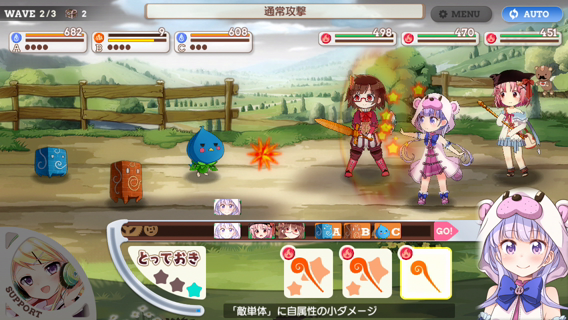 WAVE 2/3 2
通常攻撃
MENU
AUTO
682
A
9
B
608
C
498
470
451
A B C GO!
とっておき
SUPPORT
「敵単体」に自属性の小ダメージ